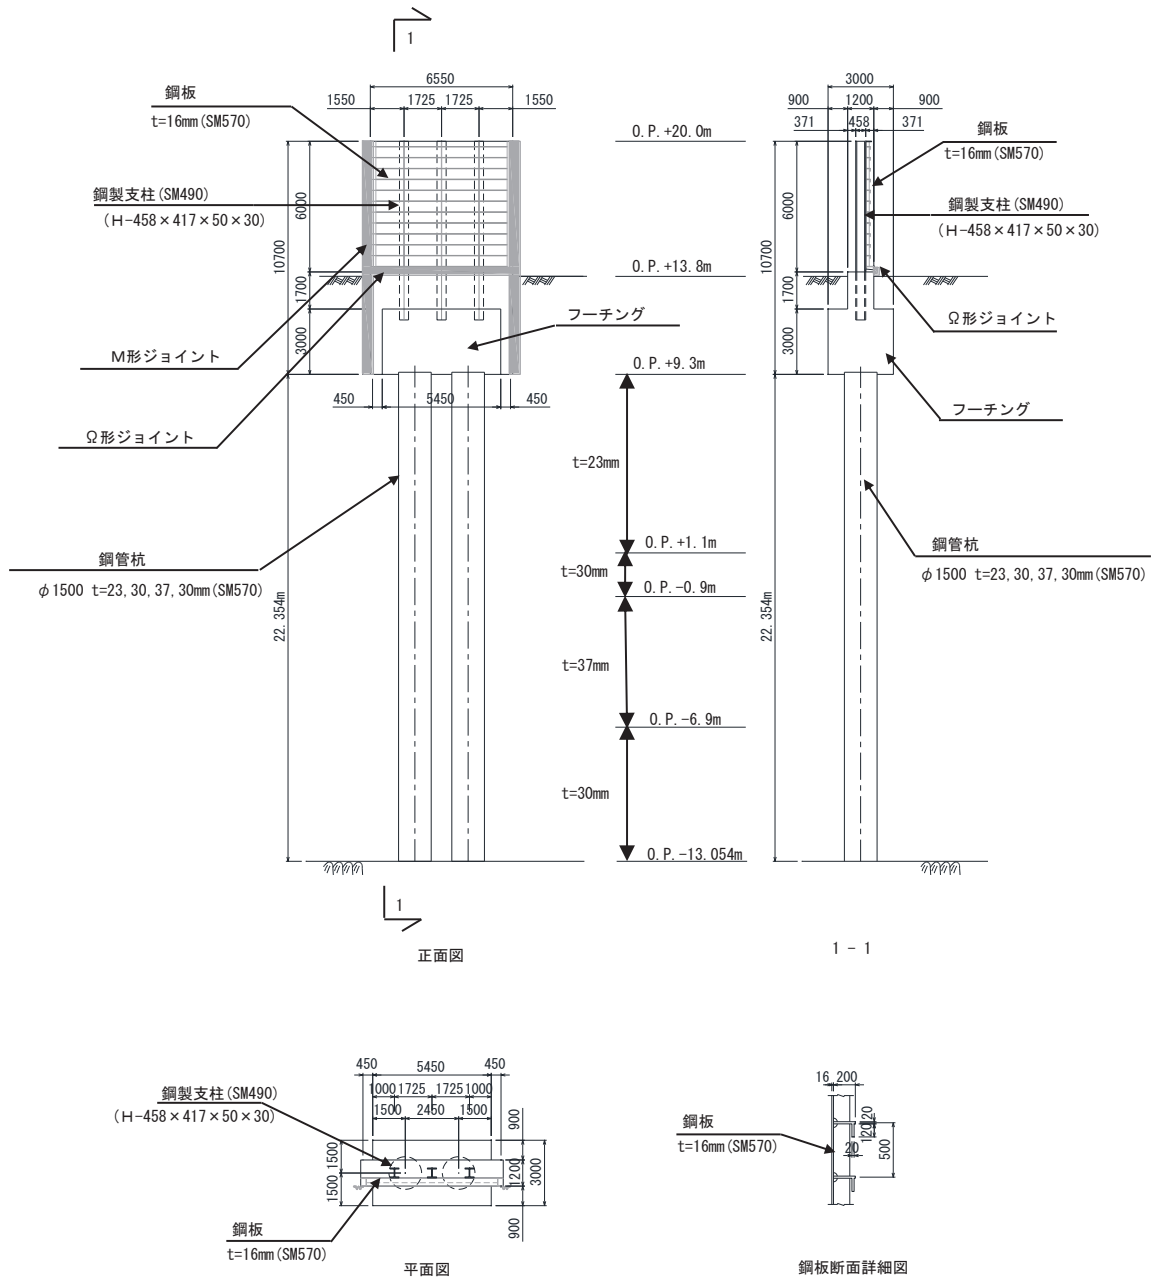 1
6550
1550
1725
1725
1550
鋼板
t=16mm(SM570)
鋼製支柱(SM490)
(H-458×417×50×30)
10700
6000
1700
3000
M形ジョイント
Ω形ジョイント
フーチング
450
5450
450
鋼管杭
φ1500 t=23,30,37,30mm(SM570)
22.354m
1
正面図
O.P.+20.0m
O.P.+13.8m
O.P.+9.3m
t=23mm
O.P.+1.1m
t=30mm
O.P.-0.9m
t=37mm
O.P.-6.9m
t=30mm
O.P.-13.054m
3000
900
1200
900
371
458
371
鋼板
t=16mm(SM570)
鋼製支柱(SM490)
(H-458×417×50×30)
10700
6000
1700
3000
Ω形ジョイント
フーチング
鋼管杭
φ1500 t=23,30,37,30mm(SM570)
22.354m
1 - 1
450
5450
450
1000
1725
1725
1000
1500
2450
1500
鋼製支柱(SM490)
(H-458×417×50×30)
1500
1500
900
1200
3000
900
鋼板
t=16mm(SM570)
平面図
16
200
鋼板
t=16mm(SM570)
20
120
20
500
鋼板断面詳細図